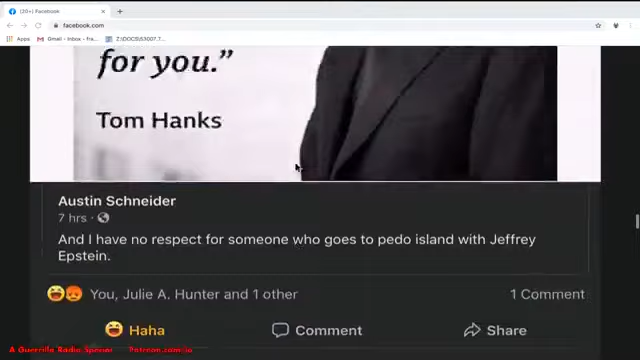 (20+) Facebook
facebook.com
Apps
Gmail - Inbox - fra...
Z:\DOCS\S3007.7...
for you.”
Tom Hanks
Austin Schneider
7 hrs ·
And I have no respect for someone who goes to pedo island with Jeffrey
Epstein.
You, Julie A. Hunter and 1 other
1 Comment
Haha
Comment
Share
A Guerrilla Radio Special
Patreon.com/